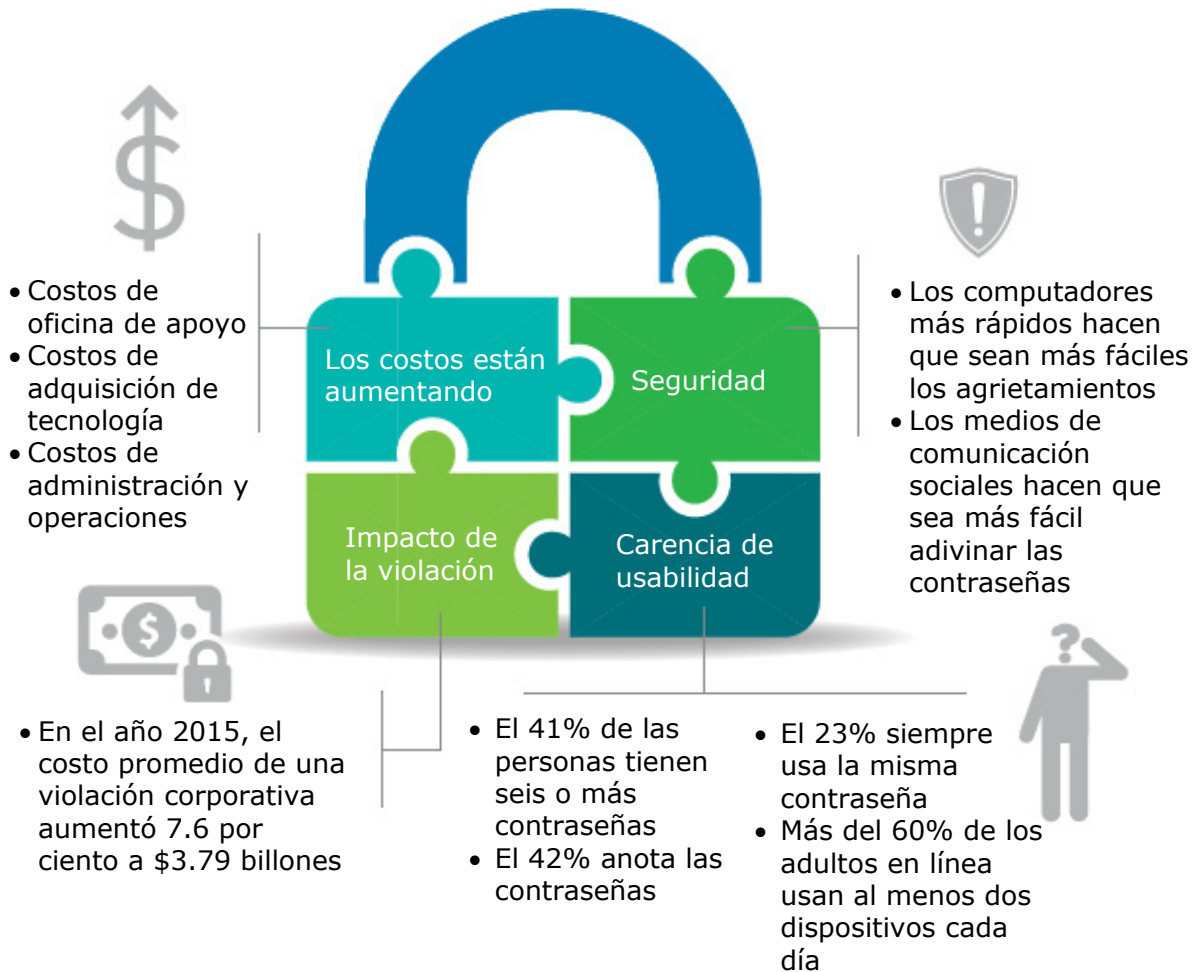 • Costos de
oficina de apoyo
• Costos de
adquisición de
tecnología
• Costos de
administración y
operaciones
Los costos están
aumentando
Seguridad
• Los computadores
más rápidos hacen
que sean más fáciles
los agrietamientos
• Los medios de
comunicación
sociales hacen que
sea más fácil
adivinar las
contraseñas
Impacto de
la violación
Carencia de
usabilidad
• En el año 2015, el
costo promedio de una
violación corporativa
aumentó 7.6 por
ciento a $3.79 billones
• El 41% de las
personas tienen
seis o más
contraseñas
• El 42% anota las
contraseñas
• El 23% siempre
usa la misma
contraseña
• Más del 60% de los
adultos en línea
usan al menos dos
dispositivos cada
día